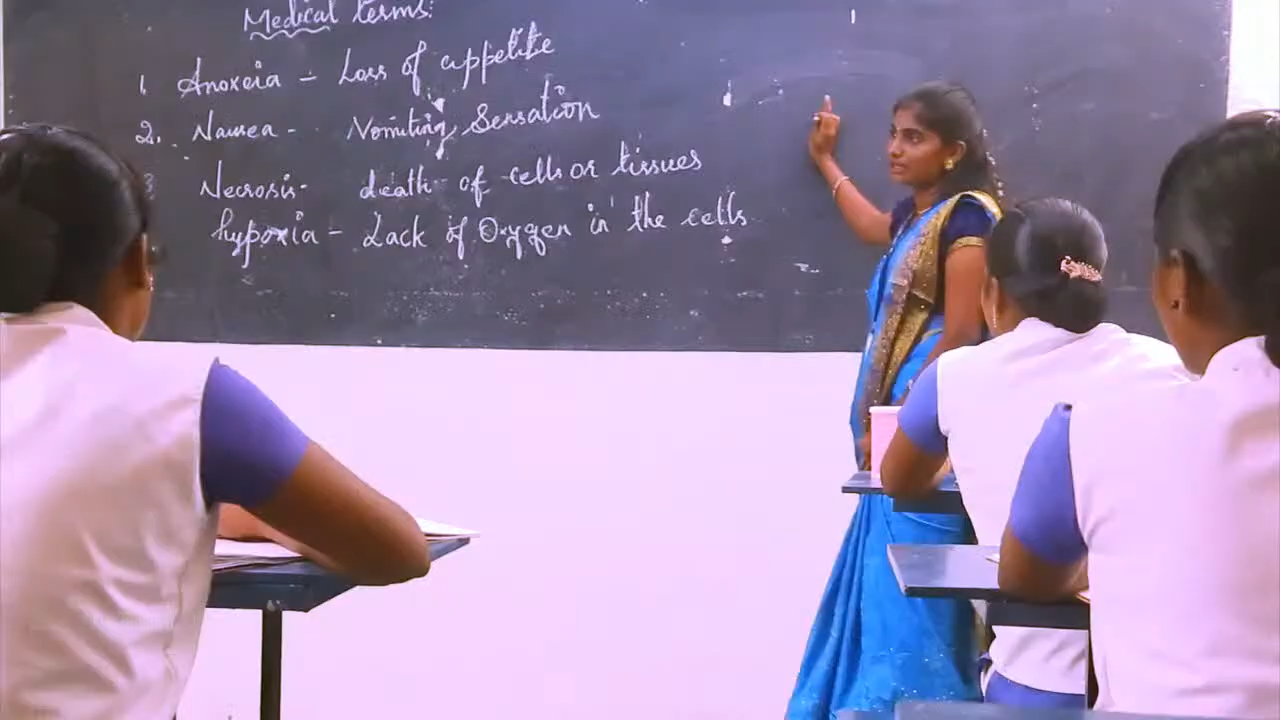 Medical terms:
1. Anoxeia - Loss of appetite
2. Nausea - Vomiting Sensation
3 Necrosis - death of cells or tissues
hypoxia - Lack of Oxygen in the cells